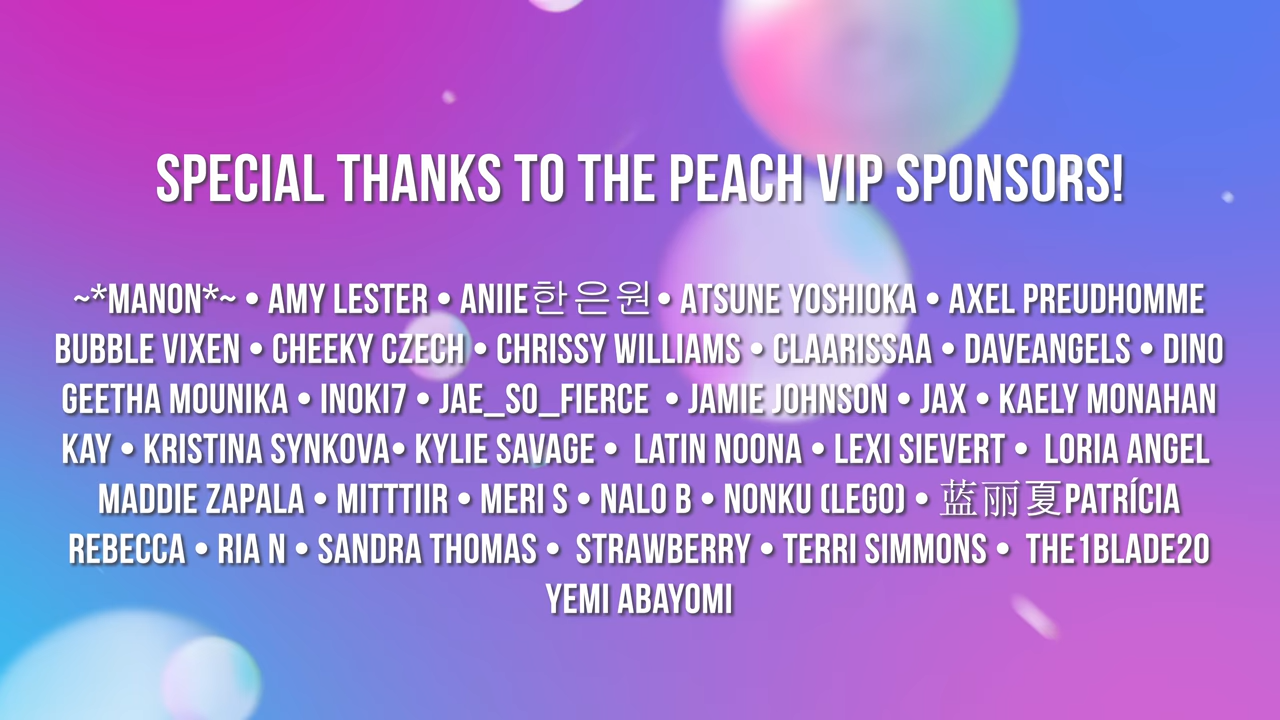 SPECIAL THANKS TO THE PEACH VIP SPONSORS!
~*MANON*~ • AMY LESTER • ANIIE한은원 • ATSUNE YOSHIOKA • AXEL PREUDHOMME
BUBBLE VIXEN • CHEEKY CZECH • CHRISSY WILLIAMS • CLAARISSAA • DAVEANGELS • DINO
GEETHA MOUNIKA • INOKI7 • JAE_SO_FIERCE • JAMIE JOHNSON • JAX • KAELY MONAHAN
KAY • KRISTINA SYNKOVA• KYLIE SAVAGE • LATIN NOONA • LEXI SIEVERT • LORIA ANGEL
MADDIE ZAPALA • MITTTIIR • MERI S • NALO B • NONKU (LEGO) • 蓝丽夏PATRÍCIA
REBECCA • RIA N • SANDRA THOMAS • STRAWBERRY • TERRI SIMMONS • THE1BLADE20
YEMI ABAYOMI